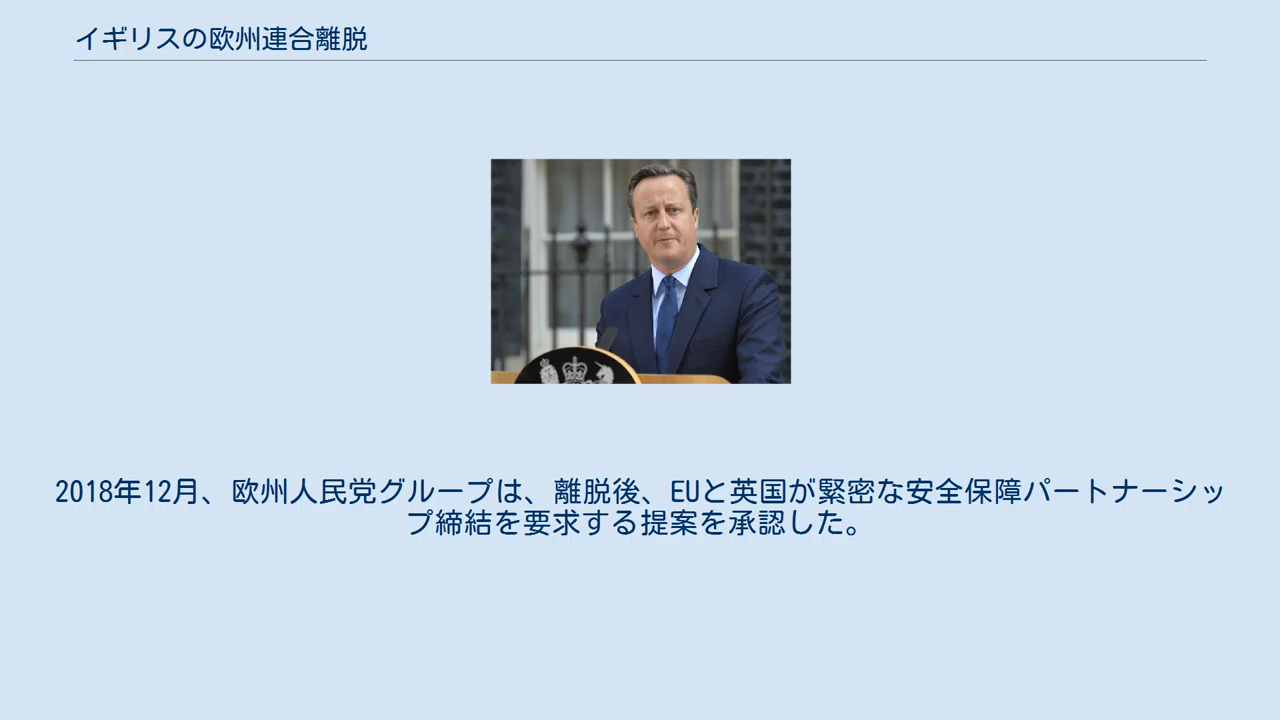 イギリスの欧州連合離脱
2018年12月、欧州人民党グループは、離脱後、EUと英国が緊密な安全保障パートナーシッ
プ締結を要求する提案を承認した。